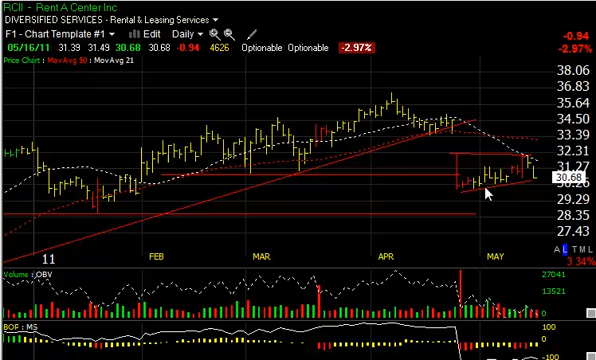 RCII - Rent A Center Inc
DIVERSIFIED SERVICES - Rental & Leasing Services
F1 - Chart Template #1 Edit Daily
05/16/11 31.39 31.49 30.68 30.68 -0.94 4626 Optionable Optionable -2.97%
-0.94
-2.97%
Price Chart : MovAvg 50 : MovAvg 21
38.06
36.83
35.64
34.50
33.39
32.31
31.27
30.68
30.26
29.29
28.35
27.43
11 FEB MAR APR MAY
A L T M L
3.34%
Volume : OBV
27041
13521
0
BOP : MS
100
0
-100